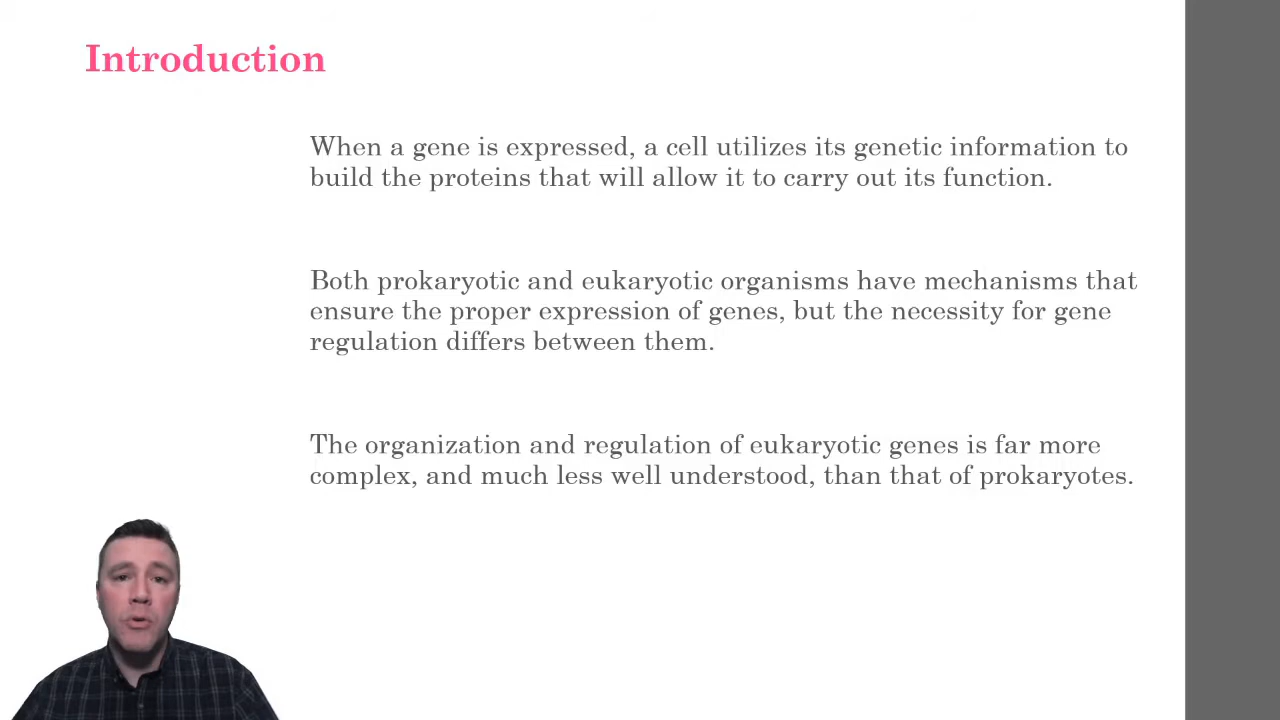 Introduction
When a gene is expressed, a cell utilizes its genetic information to
build the proteins that will allow it to carry out its function.
Both prokaryotic and eukaryotic organisms have mechanisms that
ensure the proper expression of genes, but the necessity for gene
regulation differs between them.
The organization and regulation of eukaryotic genes is far more
complex, and much less well understood, than that of prokaryotes.